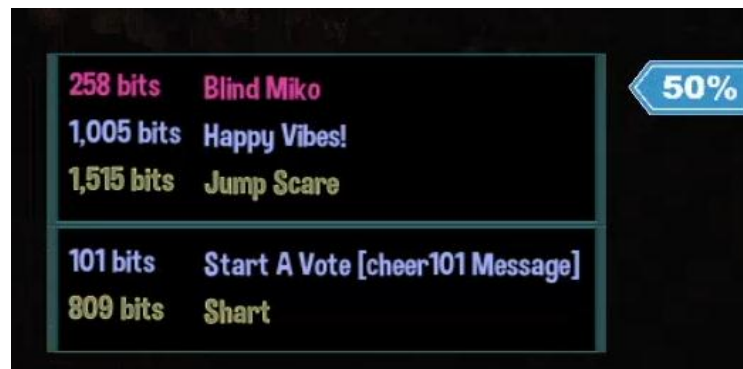 258 bits Blind Miko
50%
1,005 bits Happy Vibes!
1,515 bits Jump Scare
101 bits Start A Vote [cheer101 Message]
809 bits Shart